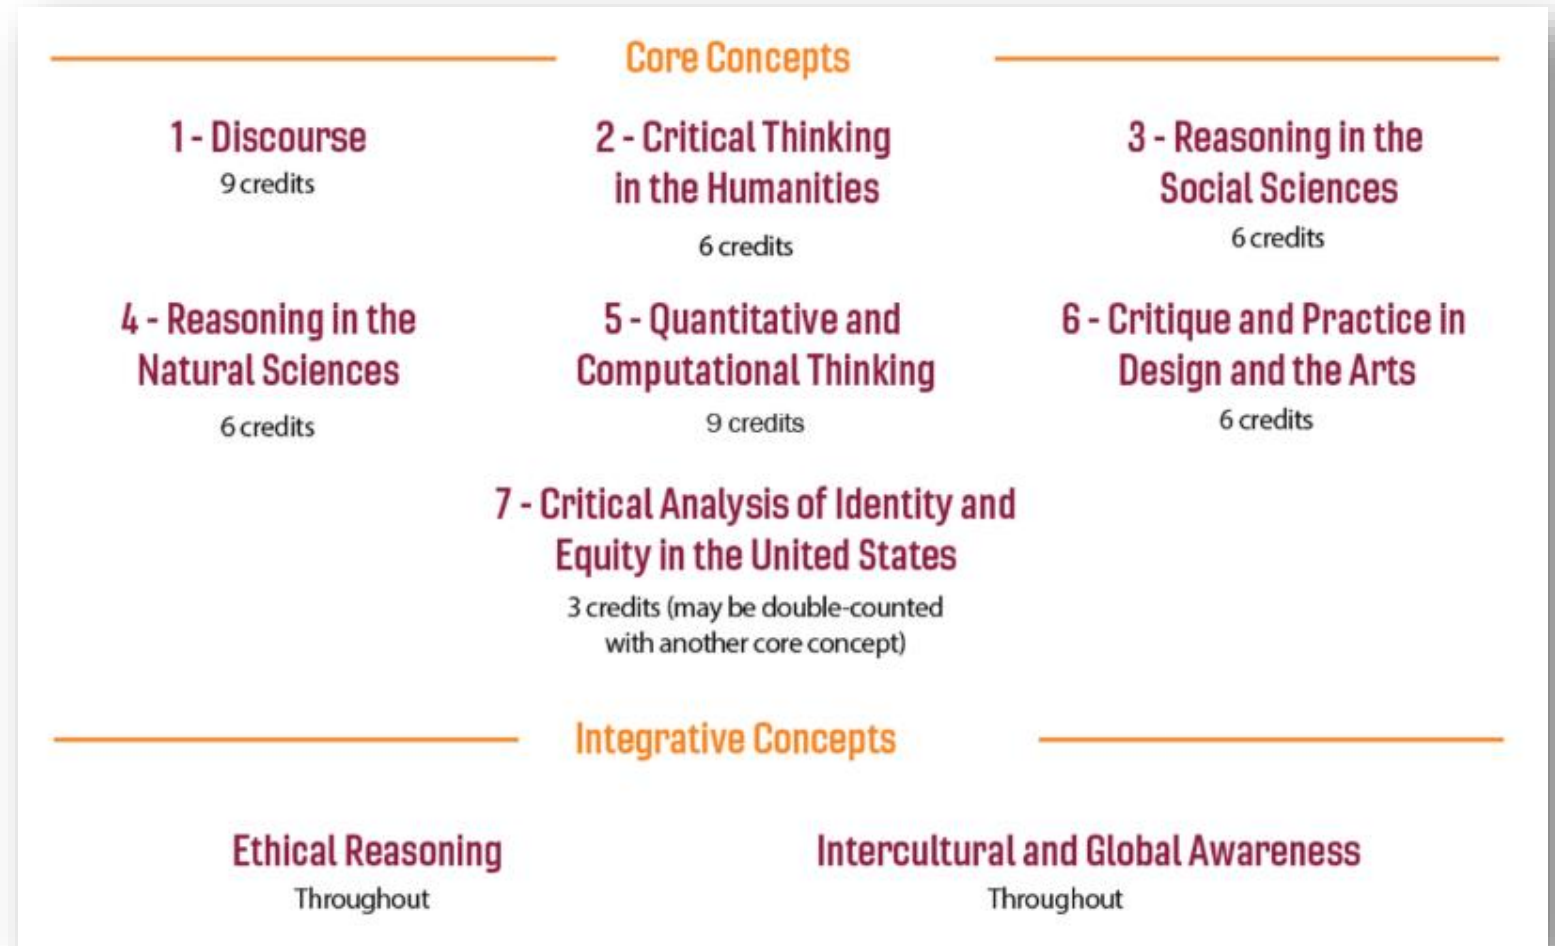 Core Concepts
1 - Discourse
9 credits
2 - Critical Thinking
in the Humanities
6 credits
3 - Reasoning in the
Social Sciences
6 credits
4 - Reasoning in the
Natural Sciences
6 credits
5 - Quantitative and
Computational Thinking
9 credits
6 - Critique and Practice in
Design and the Arts
6 credits
7 - Critical Analysis of Identity and
Equity in the United States
3 credits (may be double-counted
with another core concept)
Integrative Concepts
Ethical Reasoning
Throughout
Intercultural and Global Awareness
Throughout